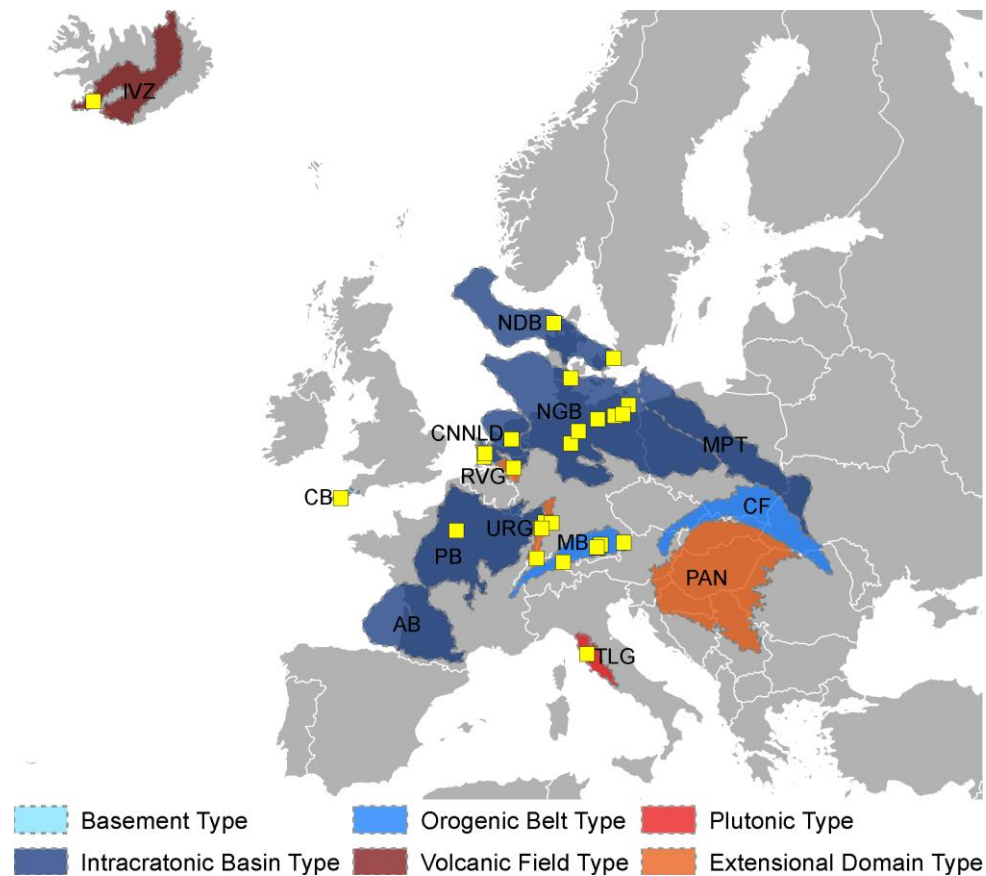 IVZ
NDB
NGB
CNNLD
MPT
RVG
CB
CF
URG
MB
PB
PAN
AB
TLG
Basement Type
Orogenic Belt Type
Plutonic Type
Intracratonic Basin Type
Volcanic Field Type
Extensional Domain Type